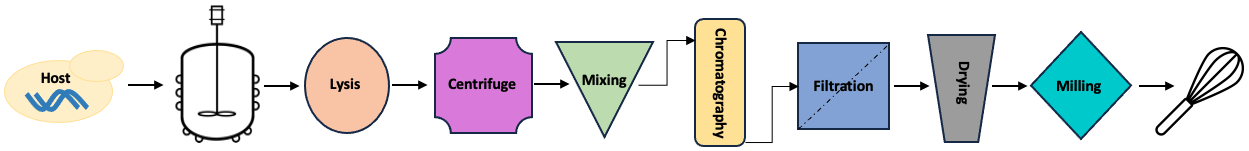 Host
Lysis
Centrifuge
Mixing
Chromatography
Filtration
Drying
Milling